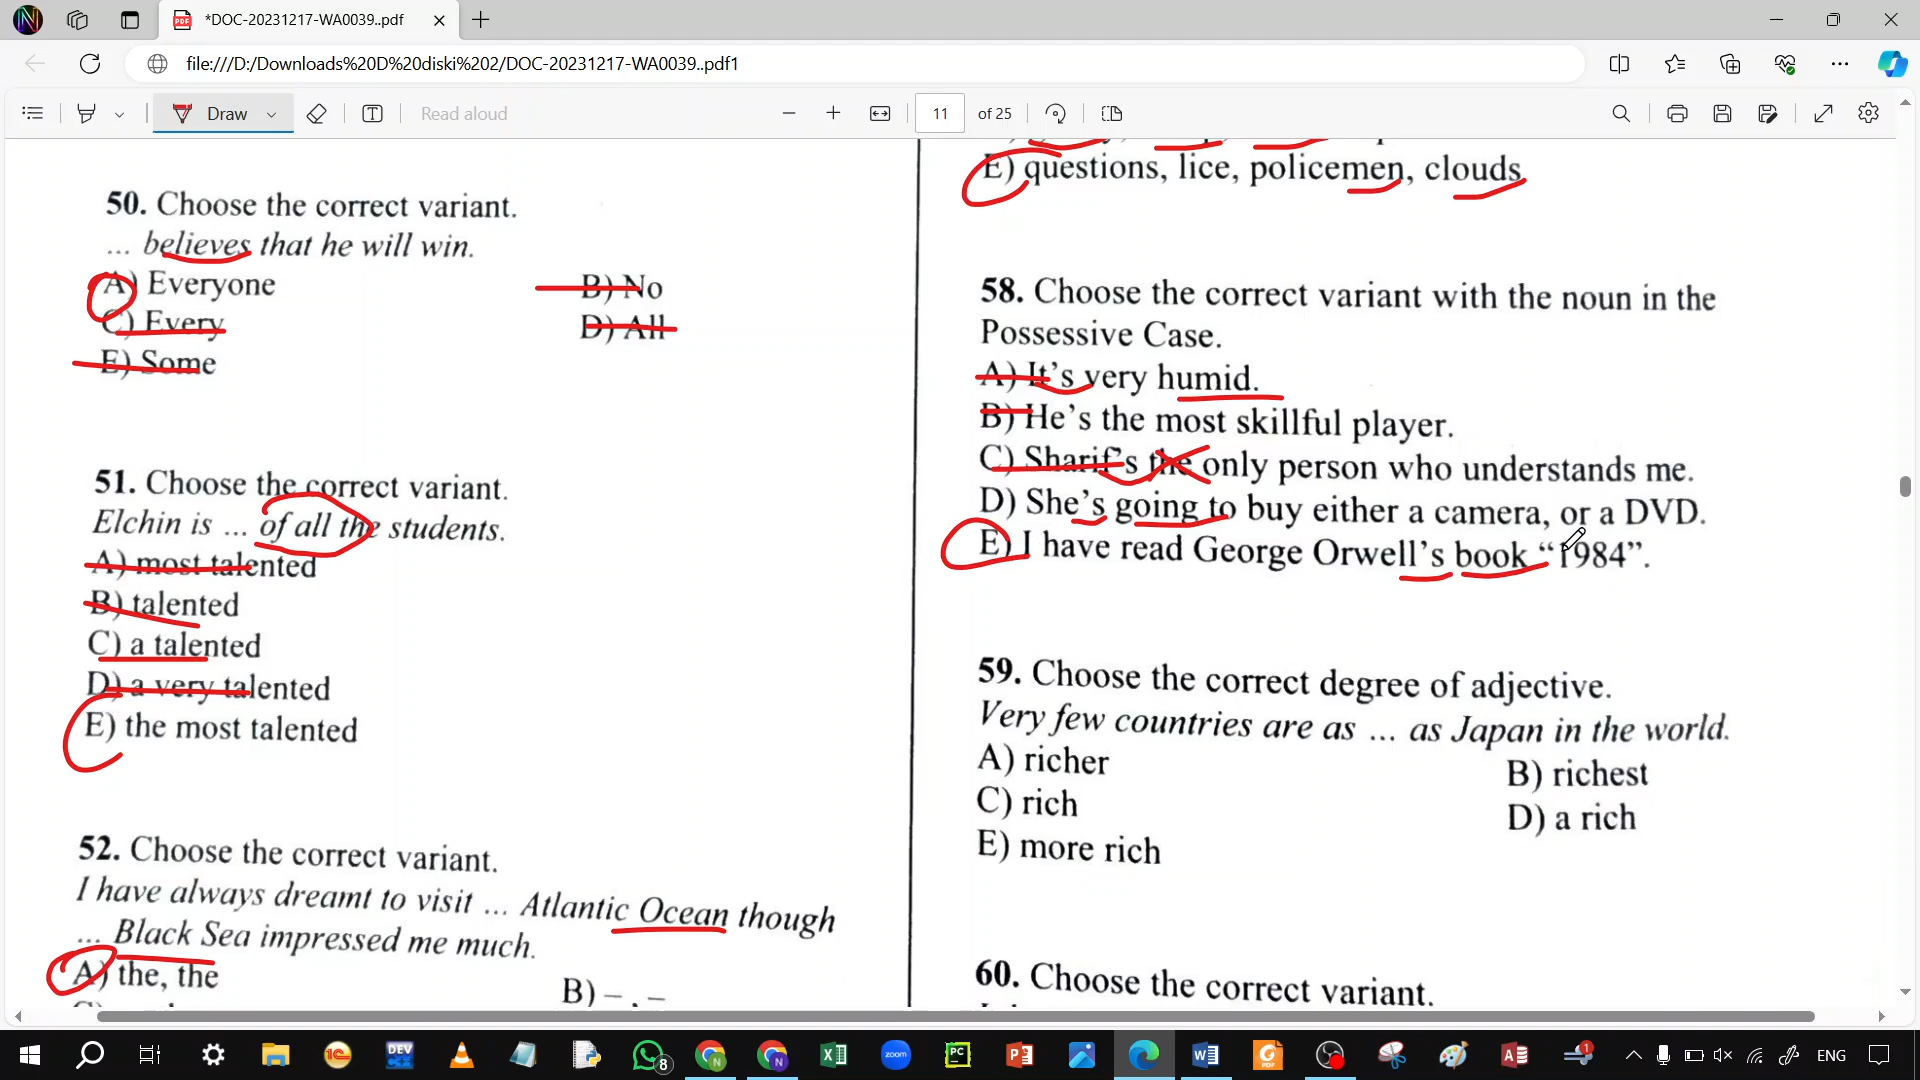 *DOC-20231217-WA0039..pdf
file:///D:/Downloads%20D%20diski%202/DOC-20231217-WA0039..pdf1
Draw
Read aloud
11 of 25
50. Choose the correct variant.
... believes that he will win.
A) Everyone
B) No
C) Every
D) All
E) Some
51. Choose the correct variant.
Elchin is ... of all the students.
A) most talented
B) talented
C) a talented
D) a very talented
E) the most talented
52. Choose the correct variant.
I have always dreamt to visit ... Atlantic Ocean though
... Black Sea impressed me much.
A) the, the
B) – , –
E) questions, lice, policemen, clouds
58. Choose the correct variant with the noun in the
Possessive Case.
A) It’s very humid.
B) He’s the most skillful player.
C) Sharif’s the only person who understands me.
D) She’s going to buy either a camera, or a DVD.
E) I have read George Orwell’s book “1984”.
59. Choose the correct degree of adjective.
Very few countries are as ... as Japan in the world.
A) richer
B) richest
C) rich
D) a rich
E) more rich
60. Choose the correct variant.
1C
DEV
8
zoom
PC
1
ENG